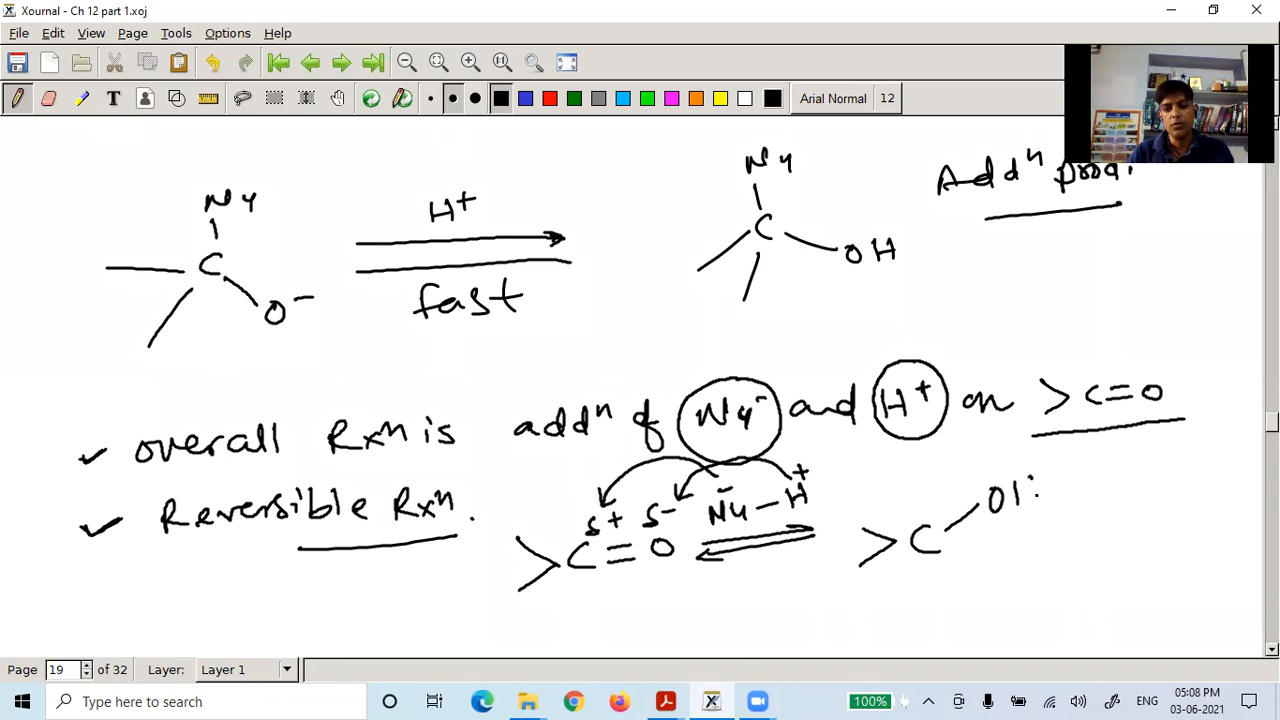 Xournal - Ch 12 part 1.xoj
File Edit View Page Tools Options Help
Arial Normal 12
Nu Nu Addⁿ prod.
H+
C C OH
O⁻ fast
✓ overall Rxⁿ is addⁿ of Nu⁻ and H+ on >C=O
✓ Reversible Rxⁿ.
δ+ δ- Nu⁻ - H+
>C=O >C OI
Page 19 of 32 Layer: Layer 1
Type here to search 100% 05:08 PM
03-06-2021